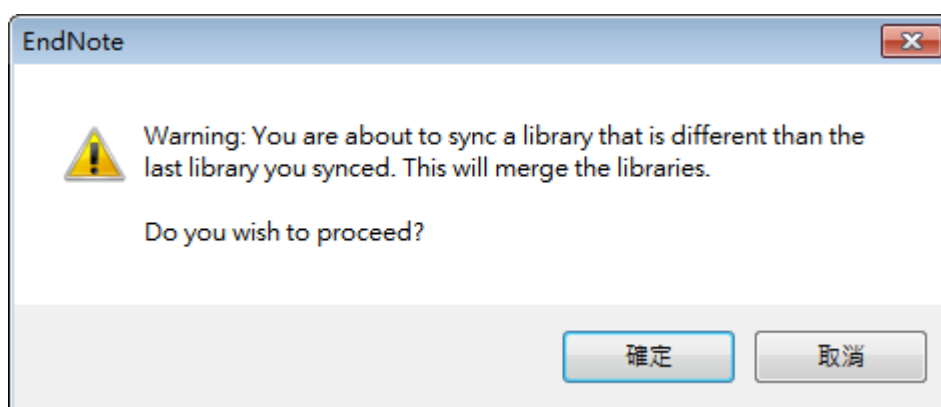 EndNote
Warning: You are about to sync a library that is different than the
last library you synced. This will merge the libraries.
Do you wish to proceed?
確定
取消